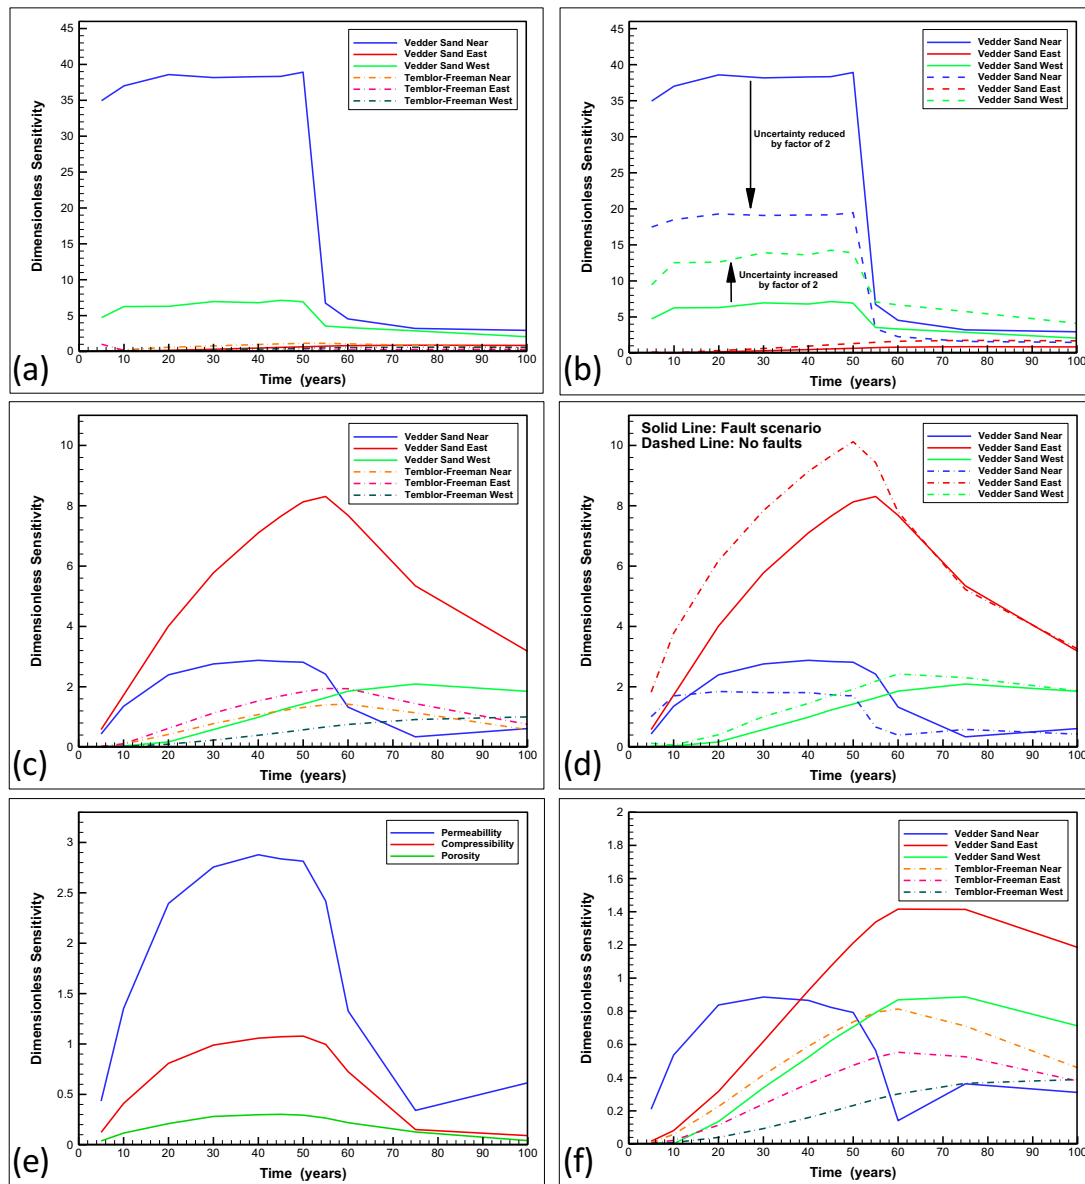 45
40
35
30
25
20
15
10
5
0
Dimensionless Sensitivity
Vedder Sand Near
Vedder Sand East
Vedder Sand West
Temblor-Freeman Near
Temblor-Freeman East
Temblor-Freeman West
0 10 20 30 40 50 60 70 80 90 100
Time (years)
(a)
45
40
35
30
25
20
15
10
5
0
Dimensionless Sensitivity
Vedder Sand Near
Vedder Sand East
Vedder Sand West
Vedder Sand Near
Vedder Sand East
Vedder Sand West
Uncertainty reduced
by factor of 2
Uncertainty increased
by factor of 2
0 10 20 30 40 50 60 70 80 90 100
Time (years)
(b)
10
8
6
4
2
0
Dimensionless Sensitivity
Vedder Sand Near
Vedder Sand East
Vedder Sand West
Temblor-Freeman Near
Temblor-Freeman East
Temblor-Freeman West
0 10 20 30 40 50 60 70 80 90 100
Time (years)
(c)
Solid Line: Fault scenario
Dashed Line: No faults
10
8
6
4
2
0
Dimensionless Sensitivity
Vedder Sand Near
Vedder Sand East
Vedder Sand West
Vedder Sand Near
Vedder Sand East
Vedder Sand West
0 10 20 30 40 50 60 70 80 90 100
Time (years)
(d)
3
2.5
2
1.5
1
0.5
0
Dimensionless Sensitivity
Permeabillity
Compressibility
Porosity
0 10 20 30 40 50 60 70 80 90 100
Time (years)
(e)
2
1.8
1.6
1.4
1.2
1
0.8
0.6
0.4
0.2
0
Dimensionless Sensitivity
Vedder Sand Near
Vedder Sand East
Vedder Sand West
Temblor-Freeman Near
Temblor-Freeman East
Temblor-Freeman West
0 10 20 30 40 50 60 70 80 90 100
Time (years)
(f)